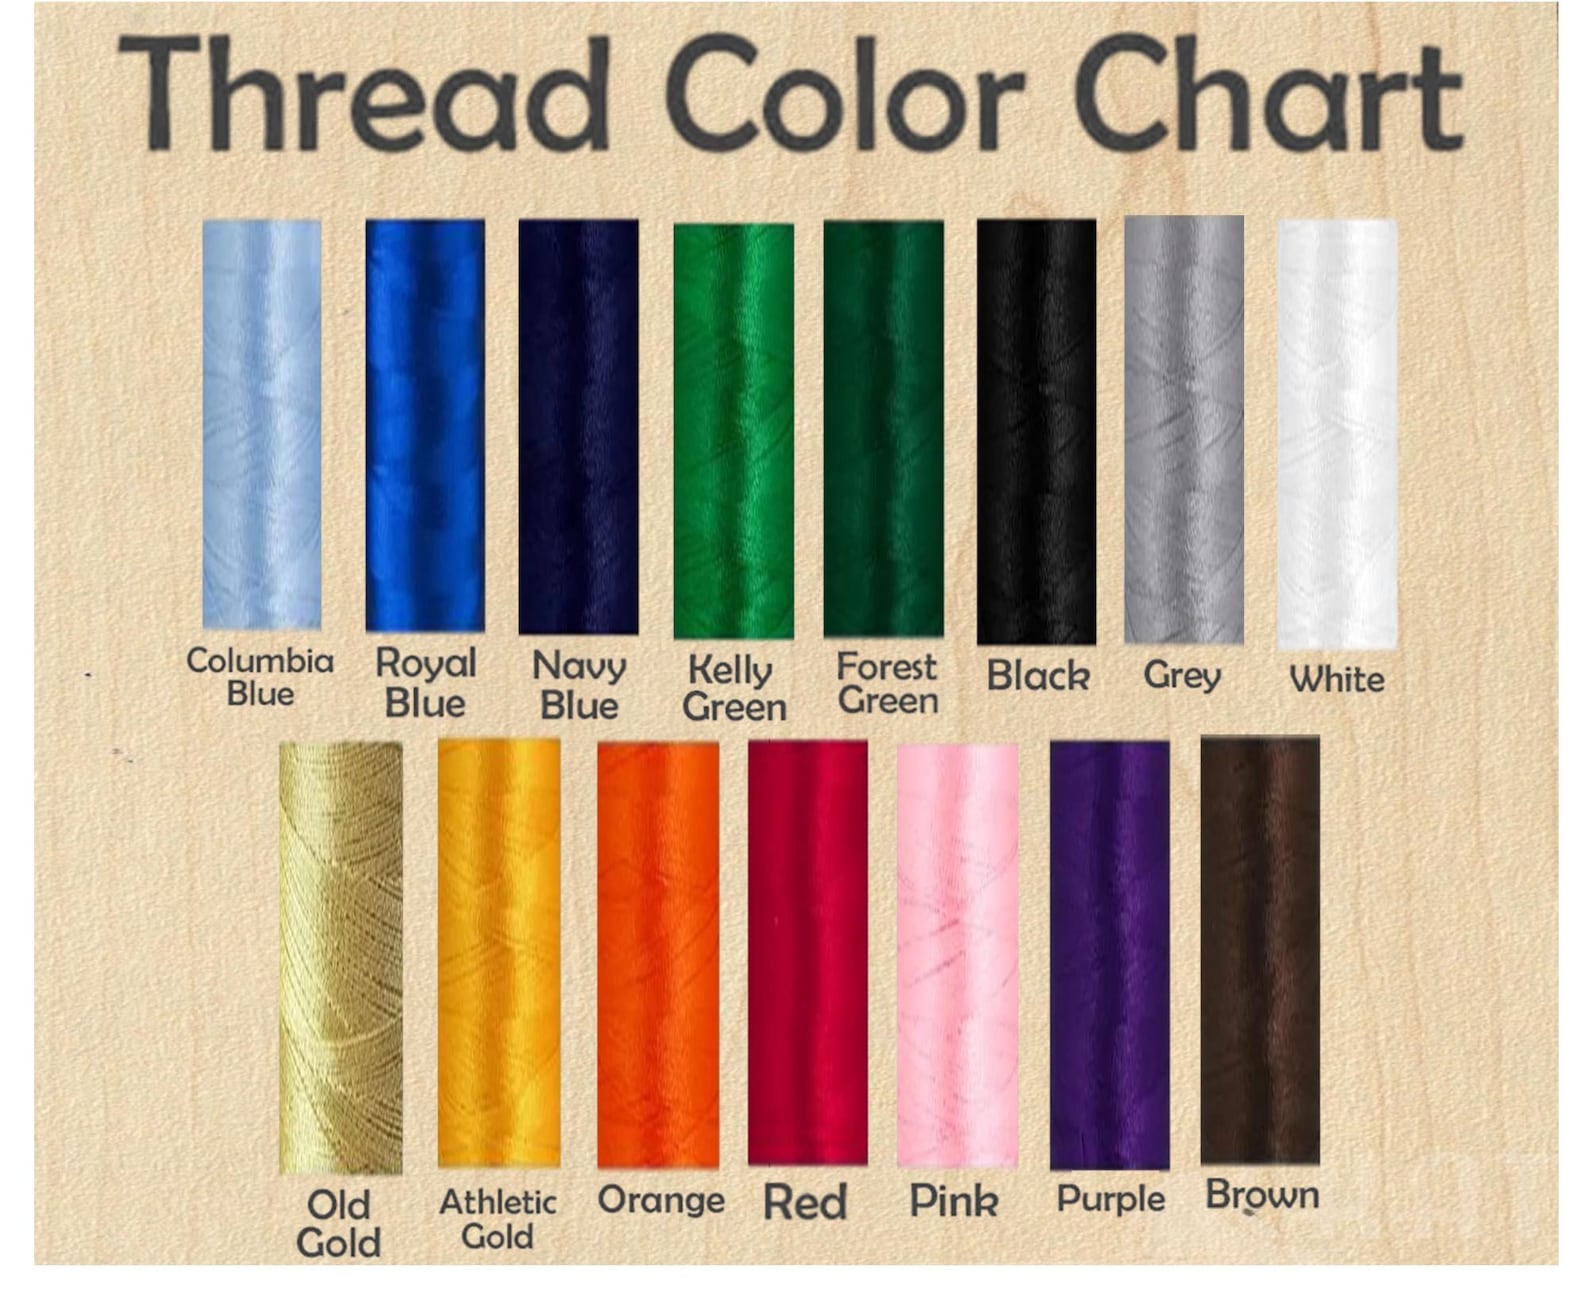 Thread Color Chart
Columbia
Blue
Royal
Blue
Navy
Blue
Kelly
Green
Forest
Green
Black
Grey
White
Old
Gold
Athletic
Gold
Orange
Red
Pink
Purple
Brown